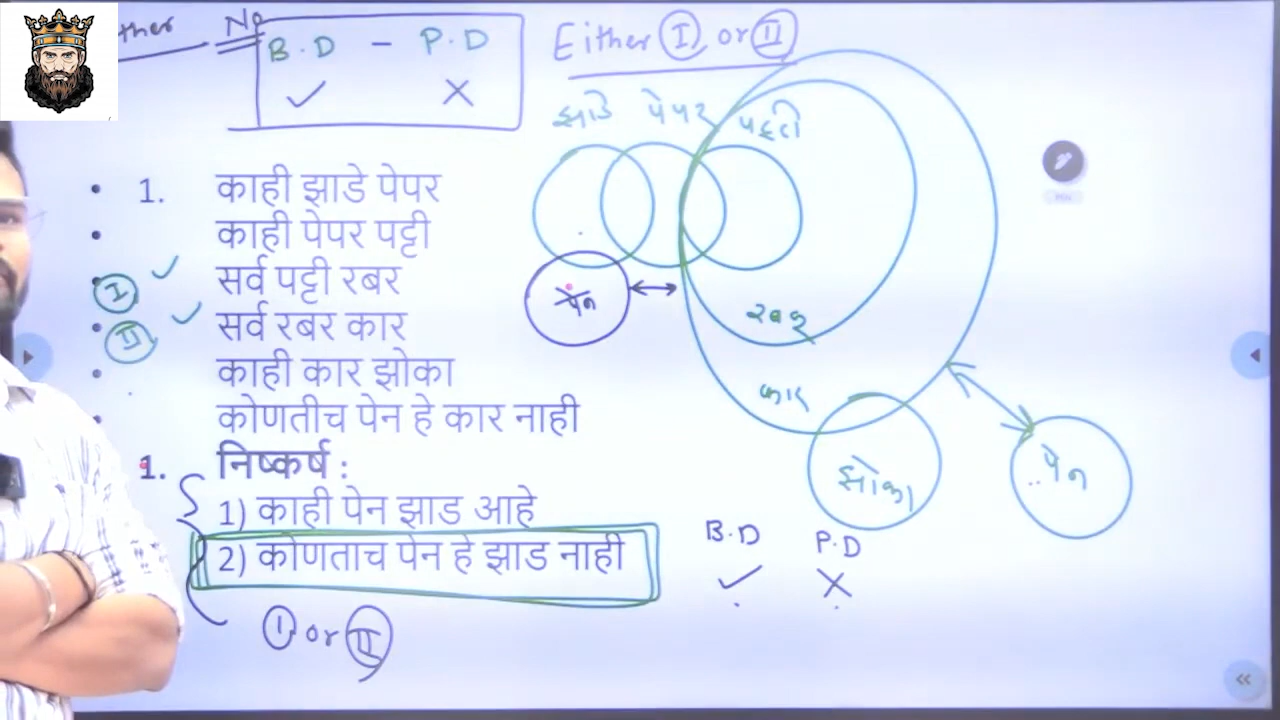 No
B.D - P.D
✓ ✗
Either I or II
झाडे पेपर पट्टी
• 1. काही झाडे पेपर
• काही पेपर पट्टी
I ✓ सर्व पट्टी रबर
• II ✓ सर्व रबर कार
• काही कार झोका
• कोणतीच पेन हे कार नाही
1. निष्कर्ष :
1) काही पेन झाड आहे
2) कोणताच पेन हे झाड नाही
I or II
पेन
रबर
कार
झोका
पेन
B.D P.D
✓ ✗